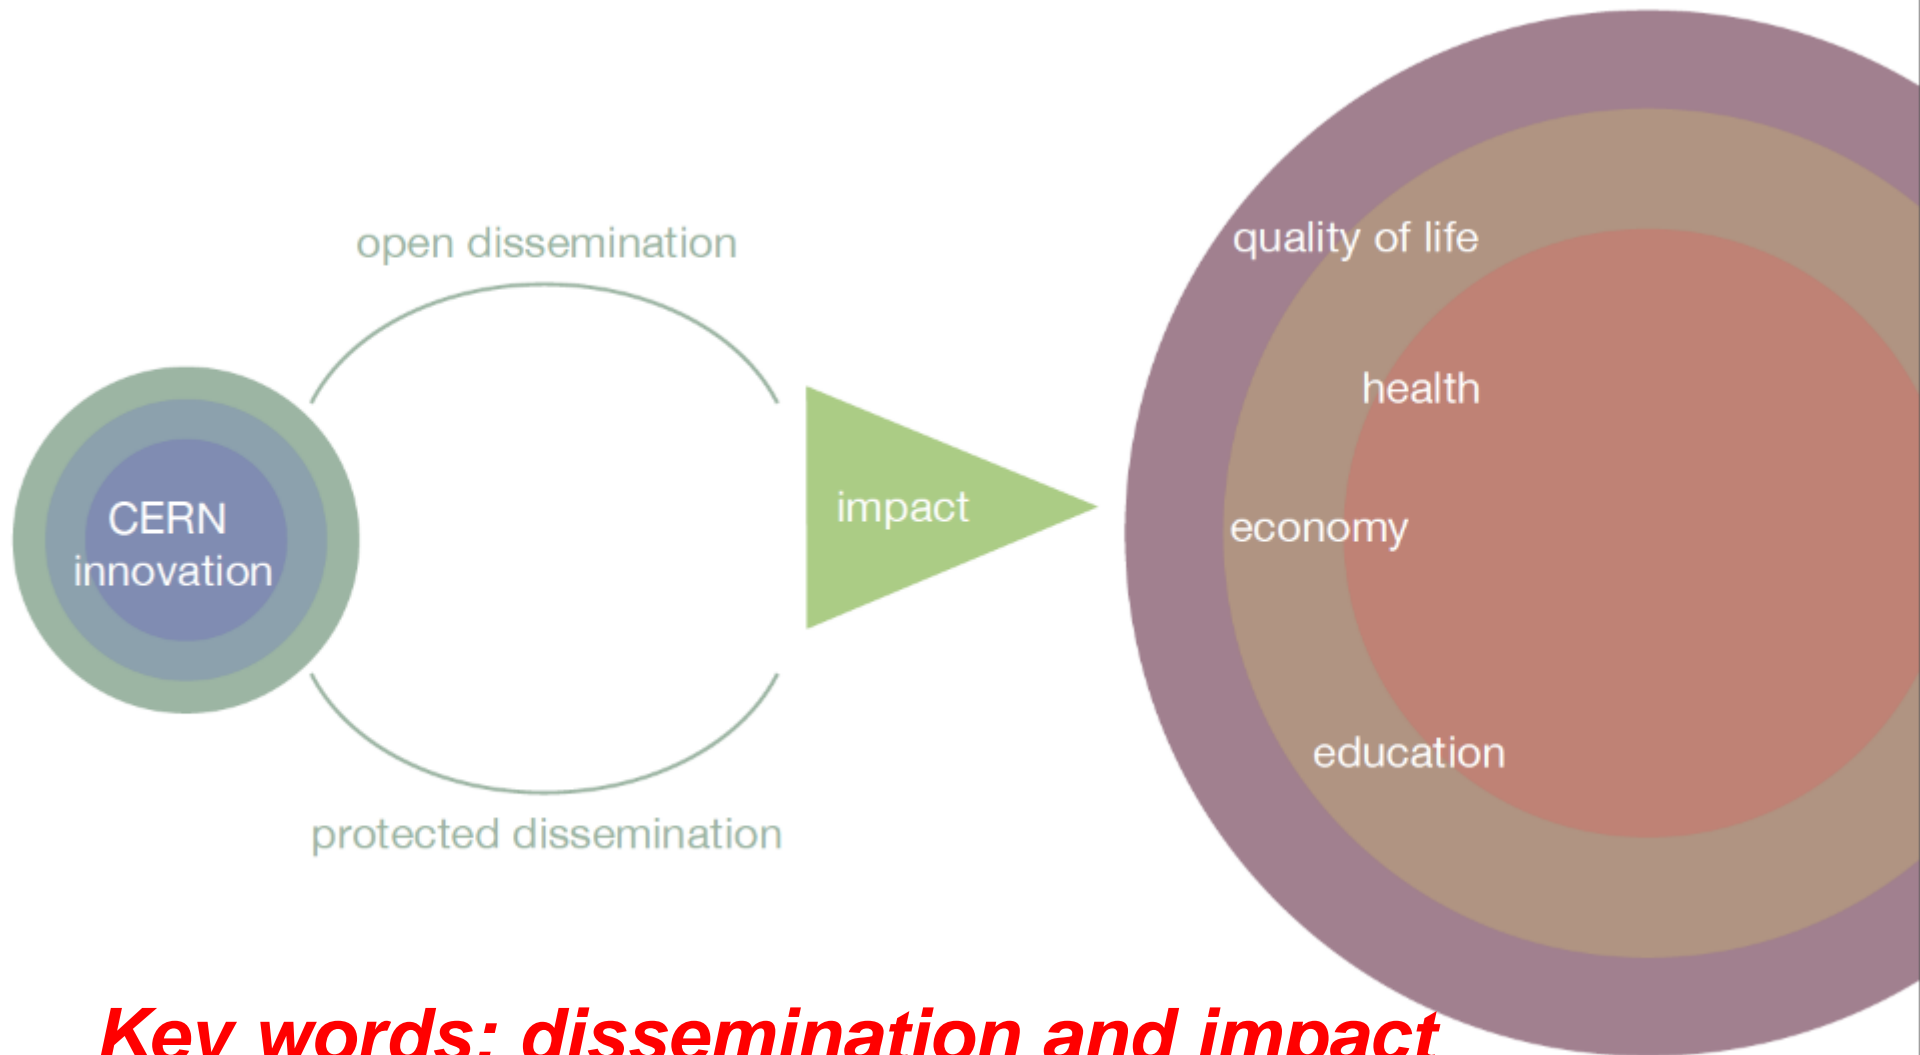 open dissemination
CERN
innovation
protected dissemination
impact
quality of life
health
economy
education
Key words: dissemination and impact